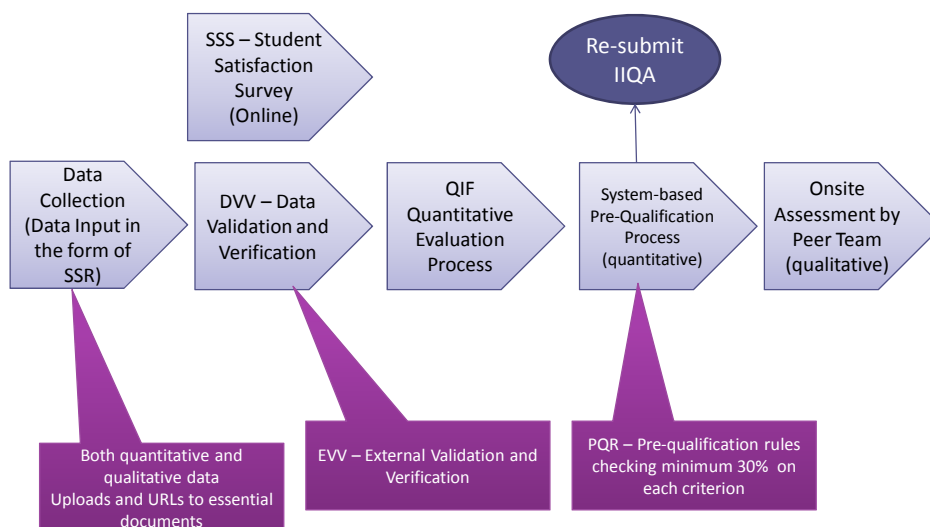 SSS – Student
Satisfaction
Survey
(Online)
Re-submit
IIQA
Data
Collection
(Data Input in
the form of
SSR)
DVV – Data
Validation and
Verification
QIF
Quantitative
Evaluation
Process
System-based
Pre-Qualification
Process
(quantitative)
Onsite
Assessment by
Peer Team
(qualitative)
Both quantitative and
qualitative data
Uploads and URLs to essential
documents
EVV – External Validation and
Verification
PQR – Pre-qualification rules
checking minimum 30% on
each criterion